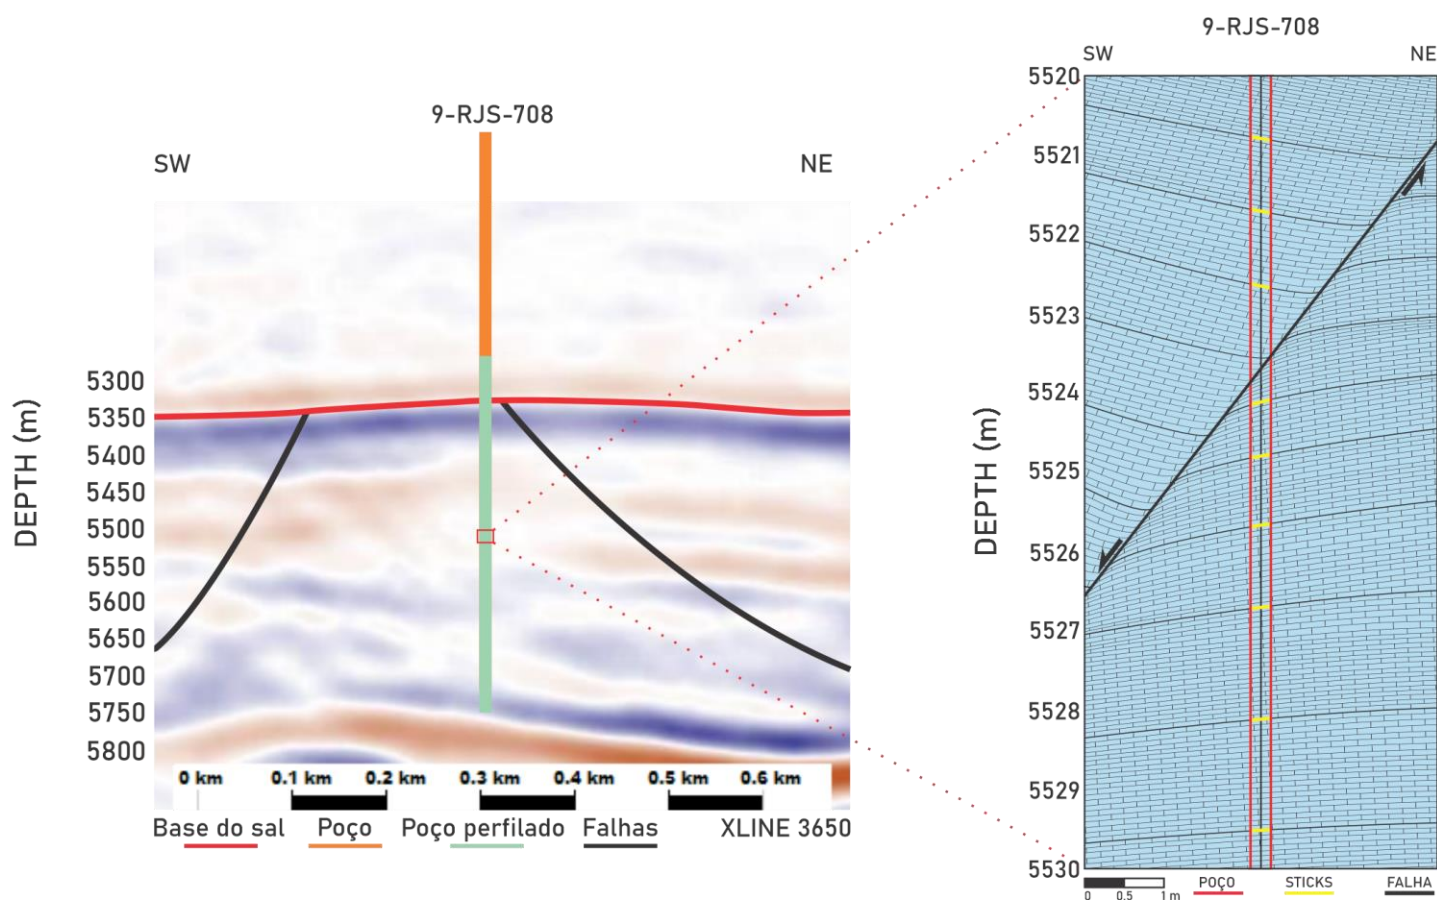 9-RJS-708
SW
NE
DEPTH (m)
5300
5350
5400
5450
5500
5550
5600
5650
5700
5750
5800
0 km
0.1 km
0.2 km
0.3 km
0.4 km
0.5 km
0.6 km
Base do sal
Poço
Poço perfilado
Falhas
XLINE 3650
9-RJS-708
SW
NE
DEPTH (m)
5520
5521
5522
5523
5524
5525
5526
5527
5528
5529
5530
0
0.5
1 m
POÇO
STICKS
FALHA